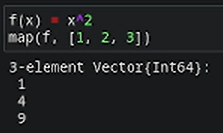 f(x) = x^2
map(f, [1, 2, 3])
3-element Vector{Int64}:
1
4
9